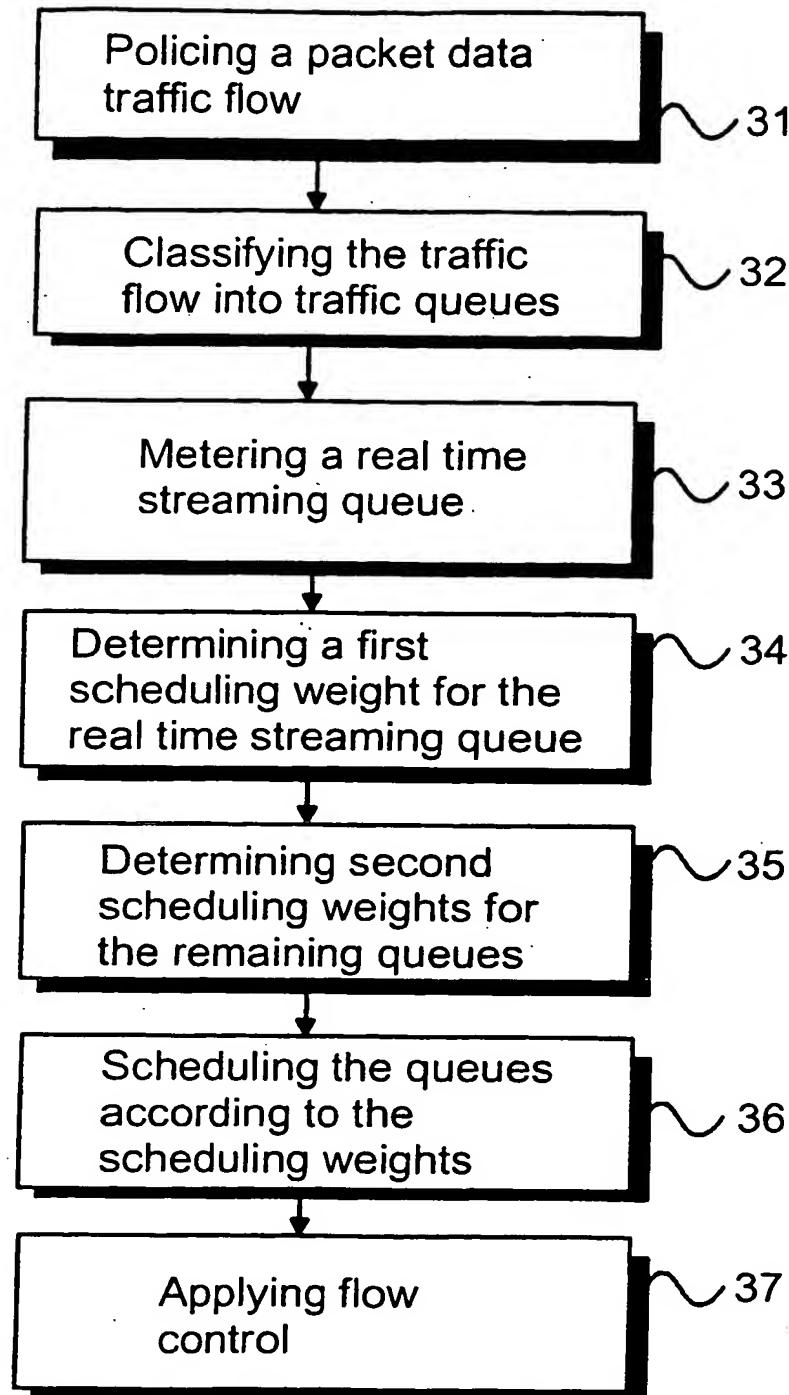 Policing a packet data
traffic flow
31
Classifying the traffic
flow into traffic queues
32
Metering a real time
streaming queue
33
Determining a first
scheduling weight for the
real time streaming queue
34
Determining second
scheduling weights for
the remaining queues
35
Scheduling the queues
according to the
scheduling weights
36
Applying flow
control
37